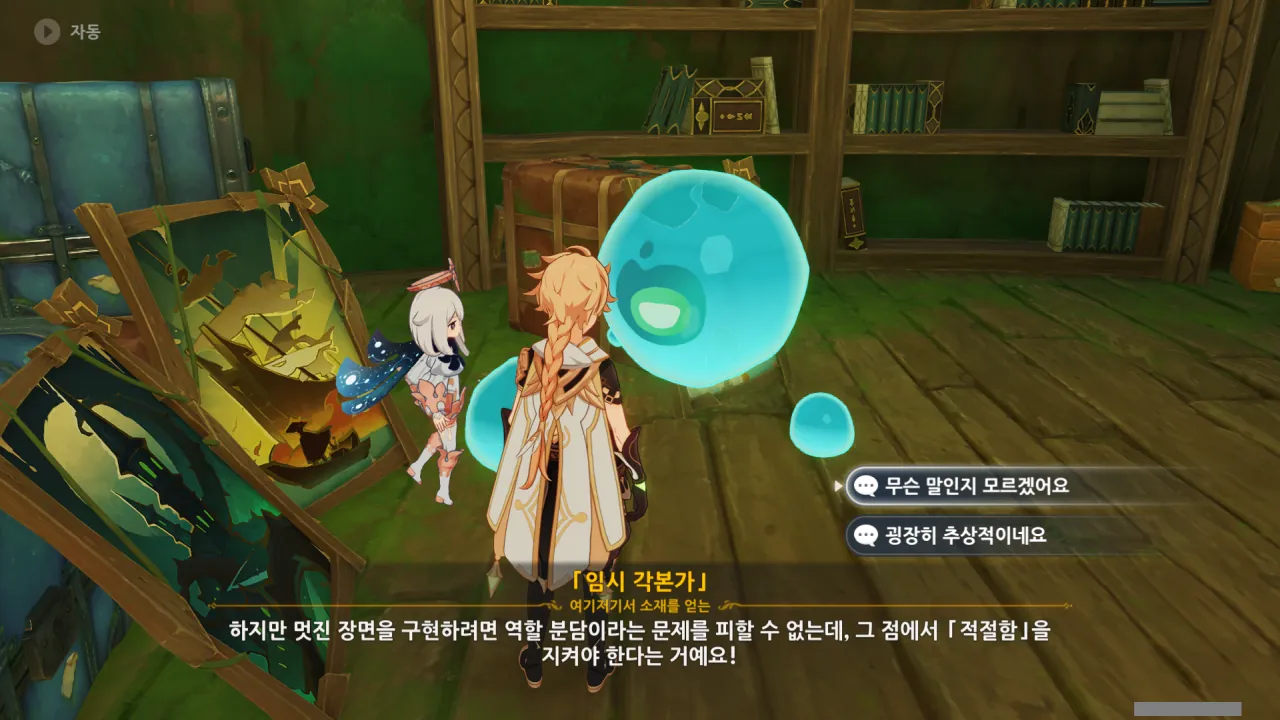 자동
무슨 말인지 모르겠어요
굉장히 추상적이네요
「임시 각본가」
여기저기서 소재를 얻는
하지만 멋진 장면을 구현하려면 역할 분담이라는 문제를 피할 수 없는데, 그 점에서 「적절함」을
지켜야 한다는 거예요!